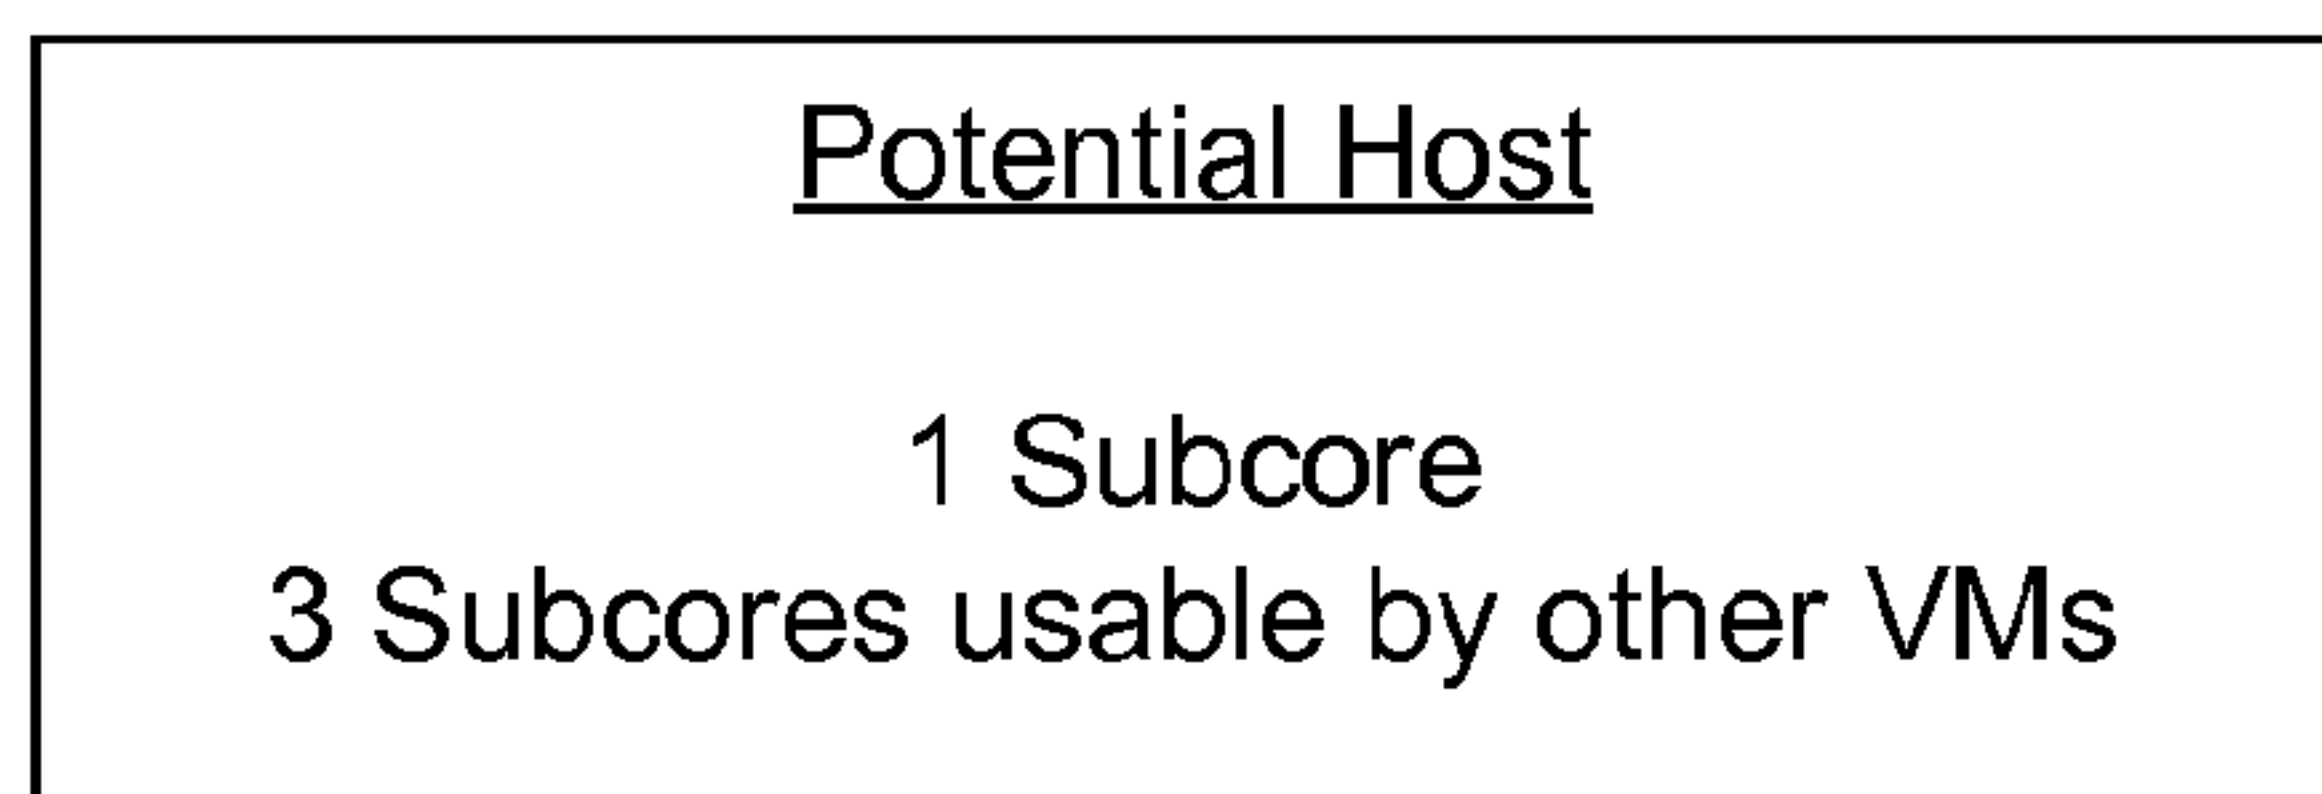 Potential Host
1 Subcore
3 Subcores usable by other VMs